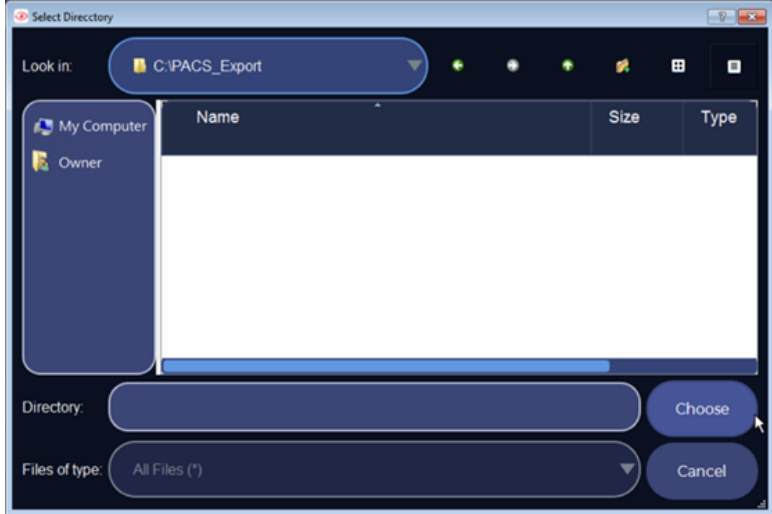 Select Direcctory
Look in: C:\PACS_Export
My Computer
Owner
Name Size Type
Directory: Choose
Files of type: All Files (*) Cancel